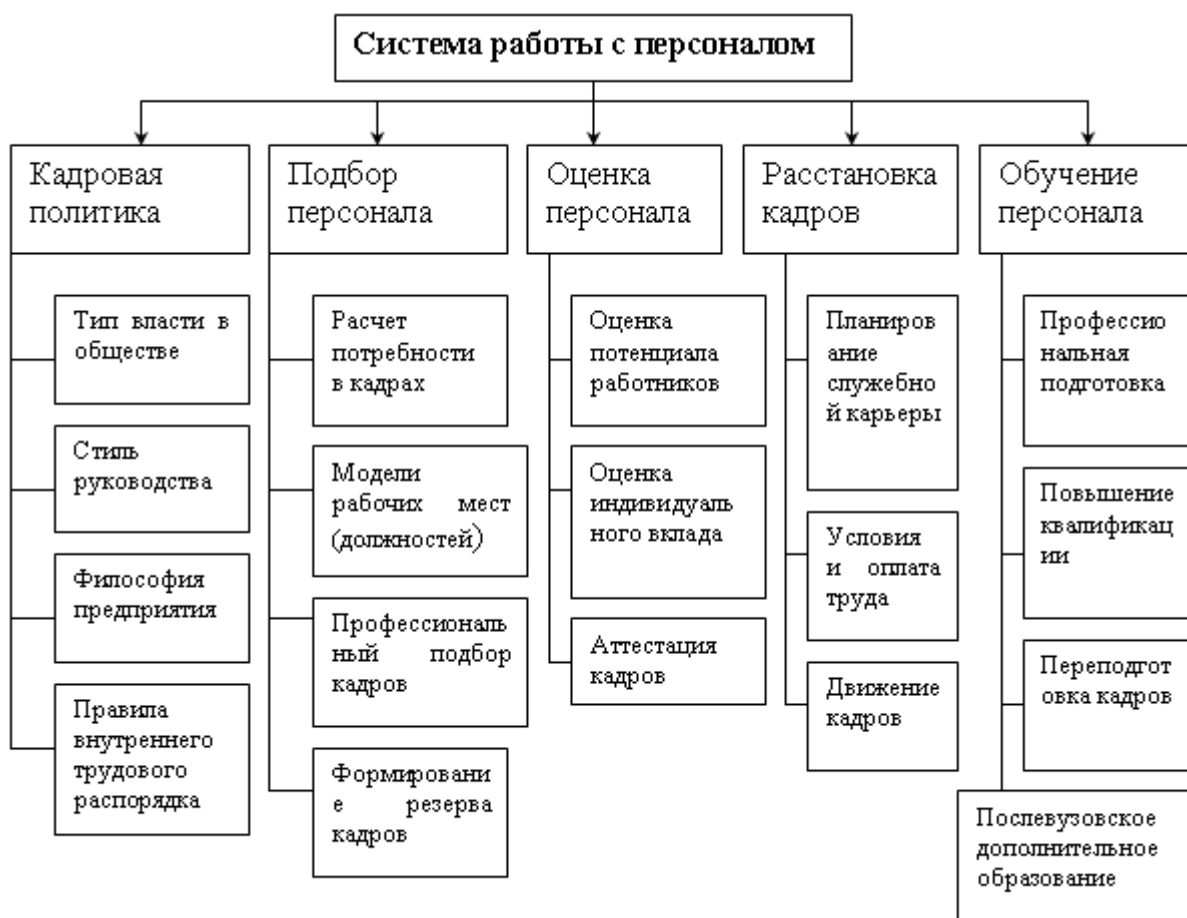 Система работы с персоналом
Кадровая
политика
Подбор
персонала
Оценка
персонала
Расстановка
кадров
Обучение
персонала
Тип власти в
обществе
Стиль
руководства
Философия
предприятия
Правила
внутреннего
трудового
распорядка
Расчет
потребности
в кадрах
Модели
рабочих мест
(должностей)
Профессиональ
ный подбор
кадров
Формировани
е резерва
кадров
Оценка
потенциала
работников
Оценка
индивидуаль
ного вклада
Аттестация
кадров
Планиров
ание
служебно
й карьеры
Условия
и оплата
труда
Движение
кадров
Профессио
нальная
подготовка
Повышение
квалификац
ии
Переподгот
овка кадров
Послевузовское
дополнительное
образование